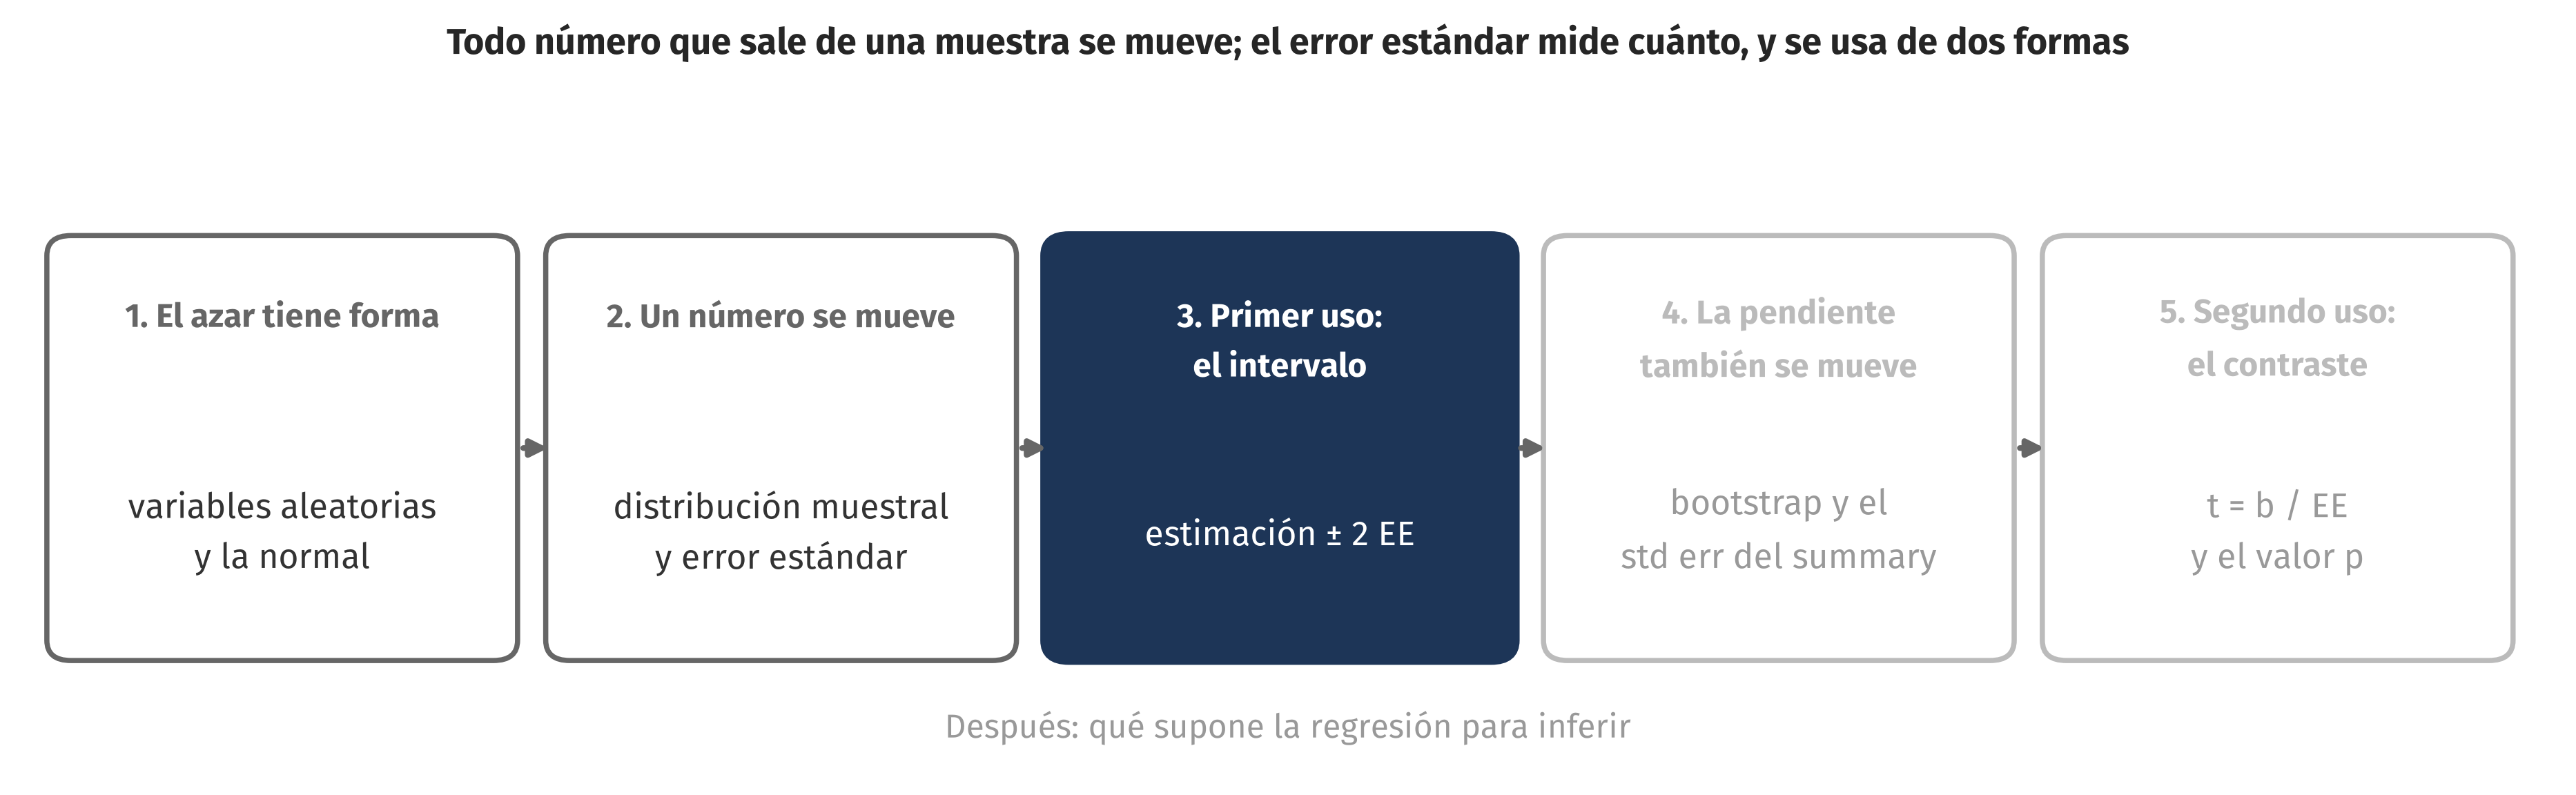 Todo número que sale de una muestra se mueve; el error estándar mide cuánto, y se usa de dos formas
1. El azar tiene forma
variables aleatorias
y la normal
2. Un número se mueve
distribución muestral
y error estándar
3. Primer uso:
el intervalo
estimación ± 2 EE
4. La pendiente
también se mueve
bootstrap y el
std err del summary
5. Segundo uso:
el contraste
t = b / EE
y el valor p
Después: qué supone la regresión para inferir